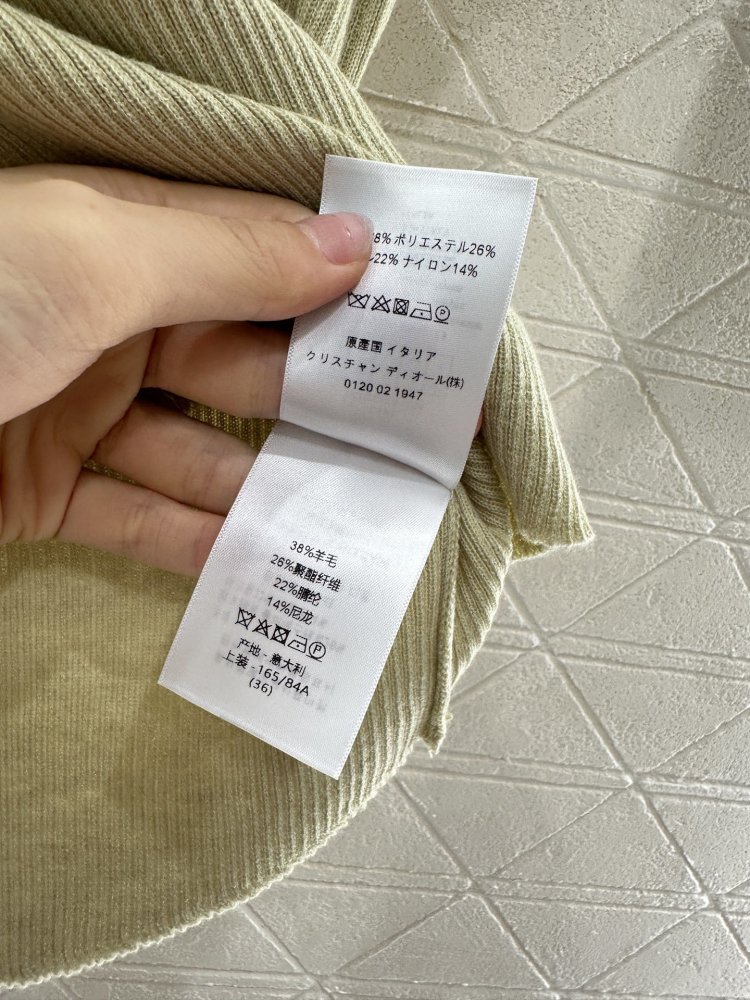 8% ポリエステル26%
22% ナイロン14%
原産国 イタリア
クリスチャン ディオール(株)
0120 02 1947
38%羊毛
26%聚酯纤维
22%腈纶
14%尼龙
产地 - 意大利
上装 - 165/84A
(36)